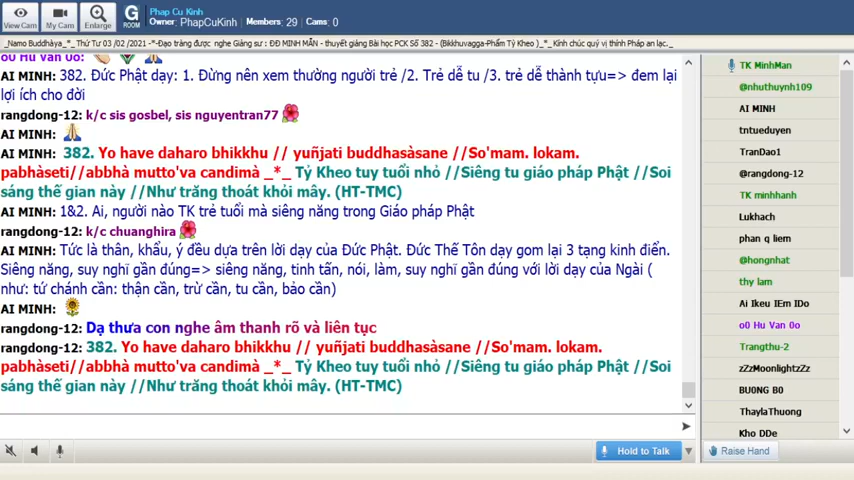 View Cam
My Cam
Enlarge
G
ROOM
Phap Cu Kinh
Owner: PhapCuKinh Members: 29 Cams: 0
_Namo Buddhàya_*_ Thứ Tư 03 /02 /2021 -*-Đạo tràng được nghe Giảng sư : ĐĐ MINH MẪN - thuyết giảng Bài học PCK Số 382 - (Bikkhuvagga-Phẩm Tỳ Kheo )_*_ Kính chúc quý vị thính Pháp an lạc._
o0 Hu Van 0o:
AI MINH: 382. Đức Phật dạy: 1. Đừng nên xem thường người trẻ /2. Trẻ dễ tu /3. trẻ dễ thành tựu=> đem lại
lợi ích cho đời
rangdong-12: k/c sis gosbel, sis nguyentran77
AI MINH:
AI MINH: 382. Yo have daharo bhikkhu // yuñjati buddhasàsane //So'mam. lokam.
pabhàseti//abbhà mutto'va candimà _*_ Tỷ Kheo tuy tuổi nhỏ //Siêng tu giáo pháp Phật //Soi
sáng thế gian này //Như trăng thoát khỏi mây. (HT-TMC)
AI MINH: 1&2. Ai, người nào TK trẻ tuổi mà siêng năng trong Giáo pháp Phật
rangdong-12: k/c chuanghira
AI MINH: Tức là thân, khẩu, ý đều dựa trên lời dạy của Đức Phật. Đức Thế Tôn dạy gom lại 3 tạng kinh điển.
Siêng năng, suy nghĩ gần đúng=> siêng năng, tinh tấn, nói, làm, suy nghĩ gần đúng với lời dạy của Ngài (
như: tứ chánh cần: thận cần, trừ cần, tu cần, bảo cần)
AI MINH:
rangdong-12: Dạ thưa con nghe âm thanh rõ và liên tục
rangdong-12: 382. Yo have daharo bhikkhu // yuñjati buddhasàsane //So'mam. lokam.
pabhàseti//abbhà mutto'va candimà _*_ Tỷ Kheo tuy tuổi nhỏ //Siêng tu giáo pháp Phật //Soi
sáng thế gian này //Như trăng thoát khỏi mây. (HT-TMC)
TK MinhMan
@nhuthuynh109
AI MINH
tntueduyen
TranDao1
@rangdong-12
TK minhhanh
Lukhach
phan q liem
@hongnhat
thy lam
Ai Ikeu IEm IDo
o0 Hu Van 0o
Trangthu-2
zZzMoonlightzZz
BU0NG B0
ThaylaThuong
Kho DDe
Hold to Talk
Raise Hand